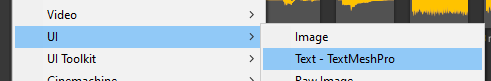 Video
UI
UI Toolkit
Cinemachine
Image
Text - TextMeshPro
Raw Image